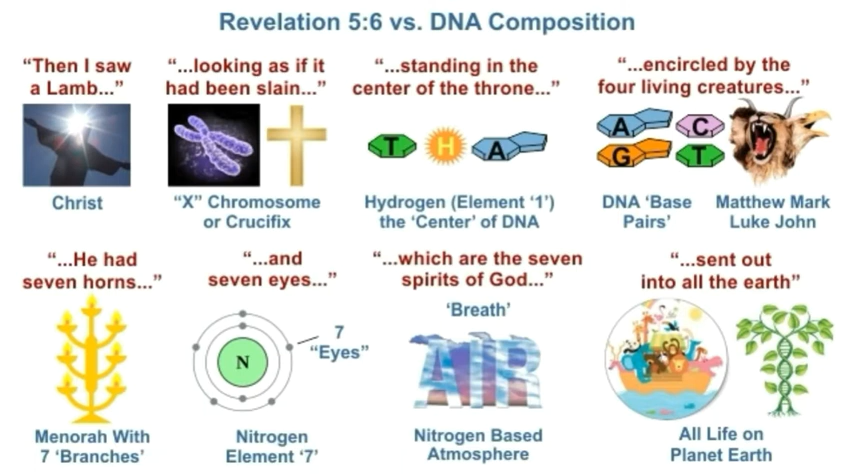 Revelation 5:6 vs. DNA Composition
“Then I saw
a Lamb...”
Christ
“...looking as if it
had been slain...”
“X” Chromosome
or Crucifix
“...standing in the
center of the throne...”
T
H
A
Hydrogen (Element ‘1’)
the ‘Center’ of DNA
“...encircled by the
four living creatures...”
A
C
G
T
DNA ‘Base
Pairs’
Matthew Mark
Luke John
“...He had
seven horns...”
Menorah With
7 ‘Branches’
“...and
seven eyes...”
N
7
“Eyes”
Nitrogen
Element ‘7’
“...which are the seven
spirits of God...”
‘Breath’
AIR
Nitrogen Based
Atmosphere
“...sent out
into all the earth”
All Life on
Planet Earth